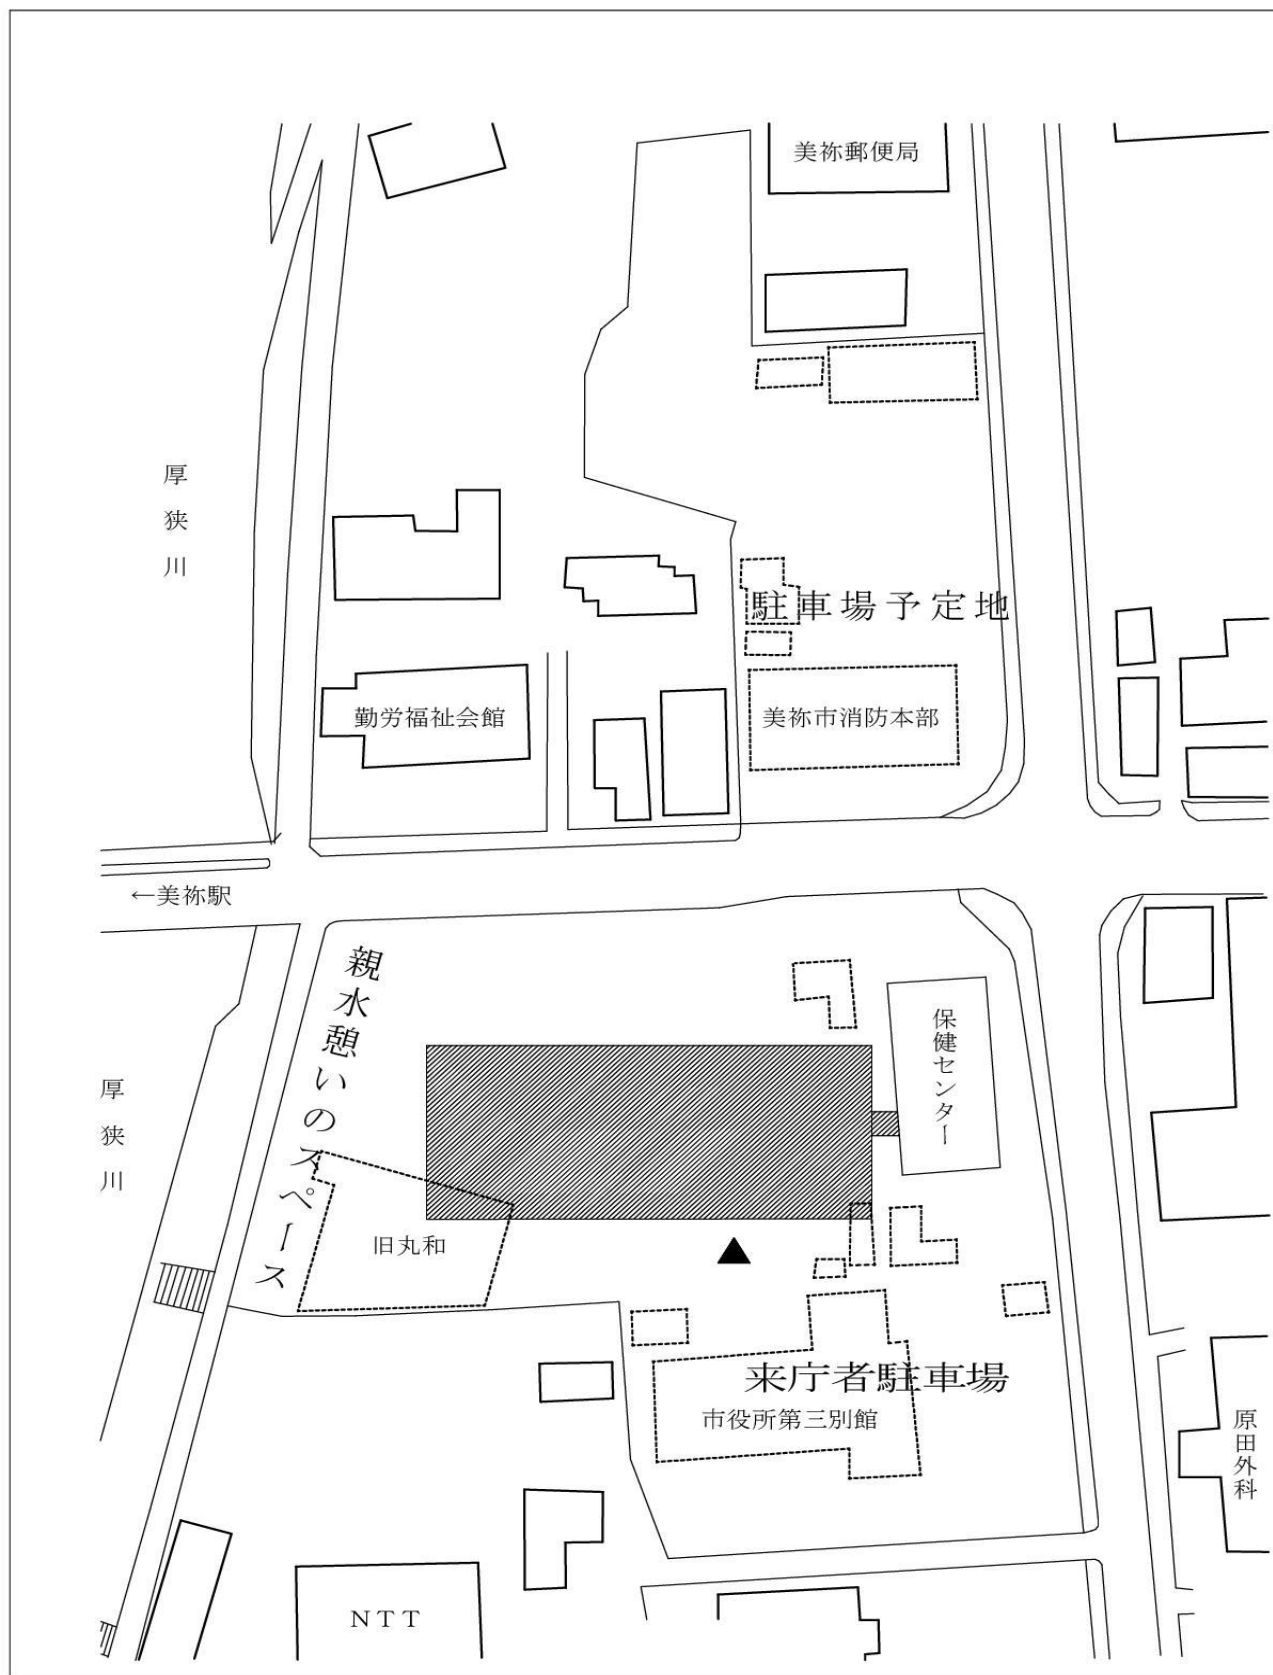 美祢郵便局
厚狭川
駐車場予定地
勤労福祉会館
美祢市消防本部
←美祢駅
親水憩いのスペース
保健センター
厚狭川
旧丸和
来庁者駐車場
市役所第三別館
原田外科
NTT